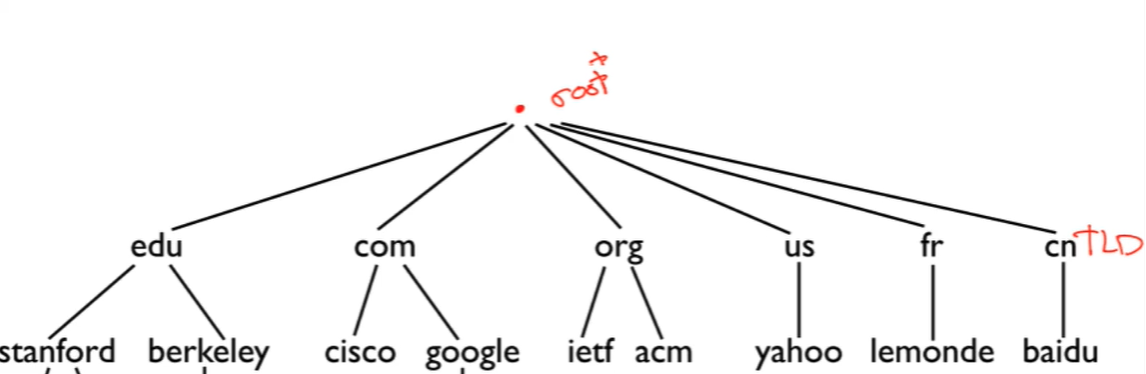 root
edu com org us fr cn TLD
stanford berkeley cisco google ietf acm yahoo lemonde baidu